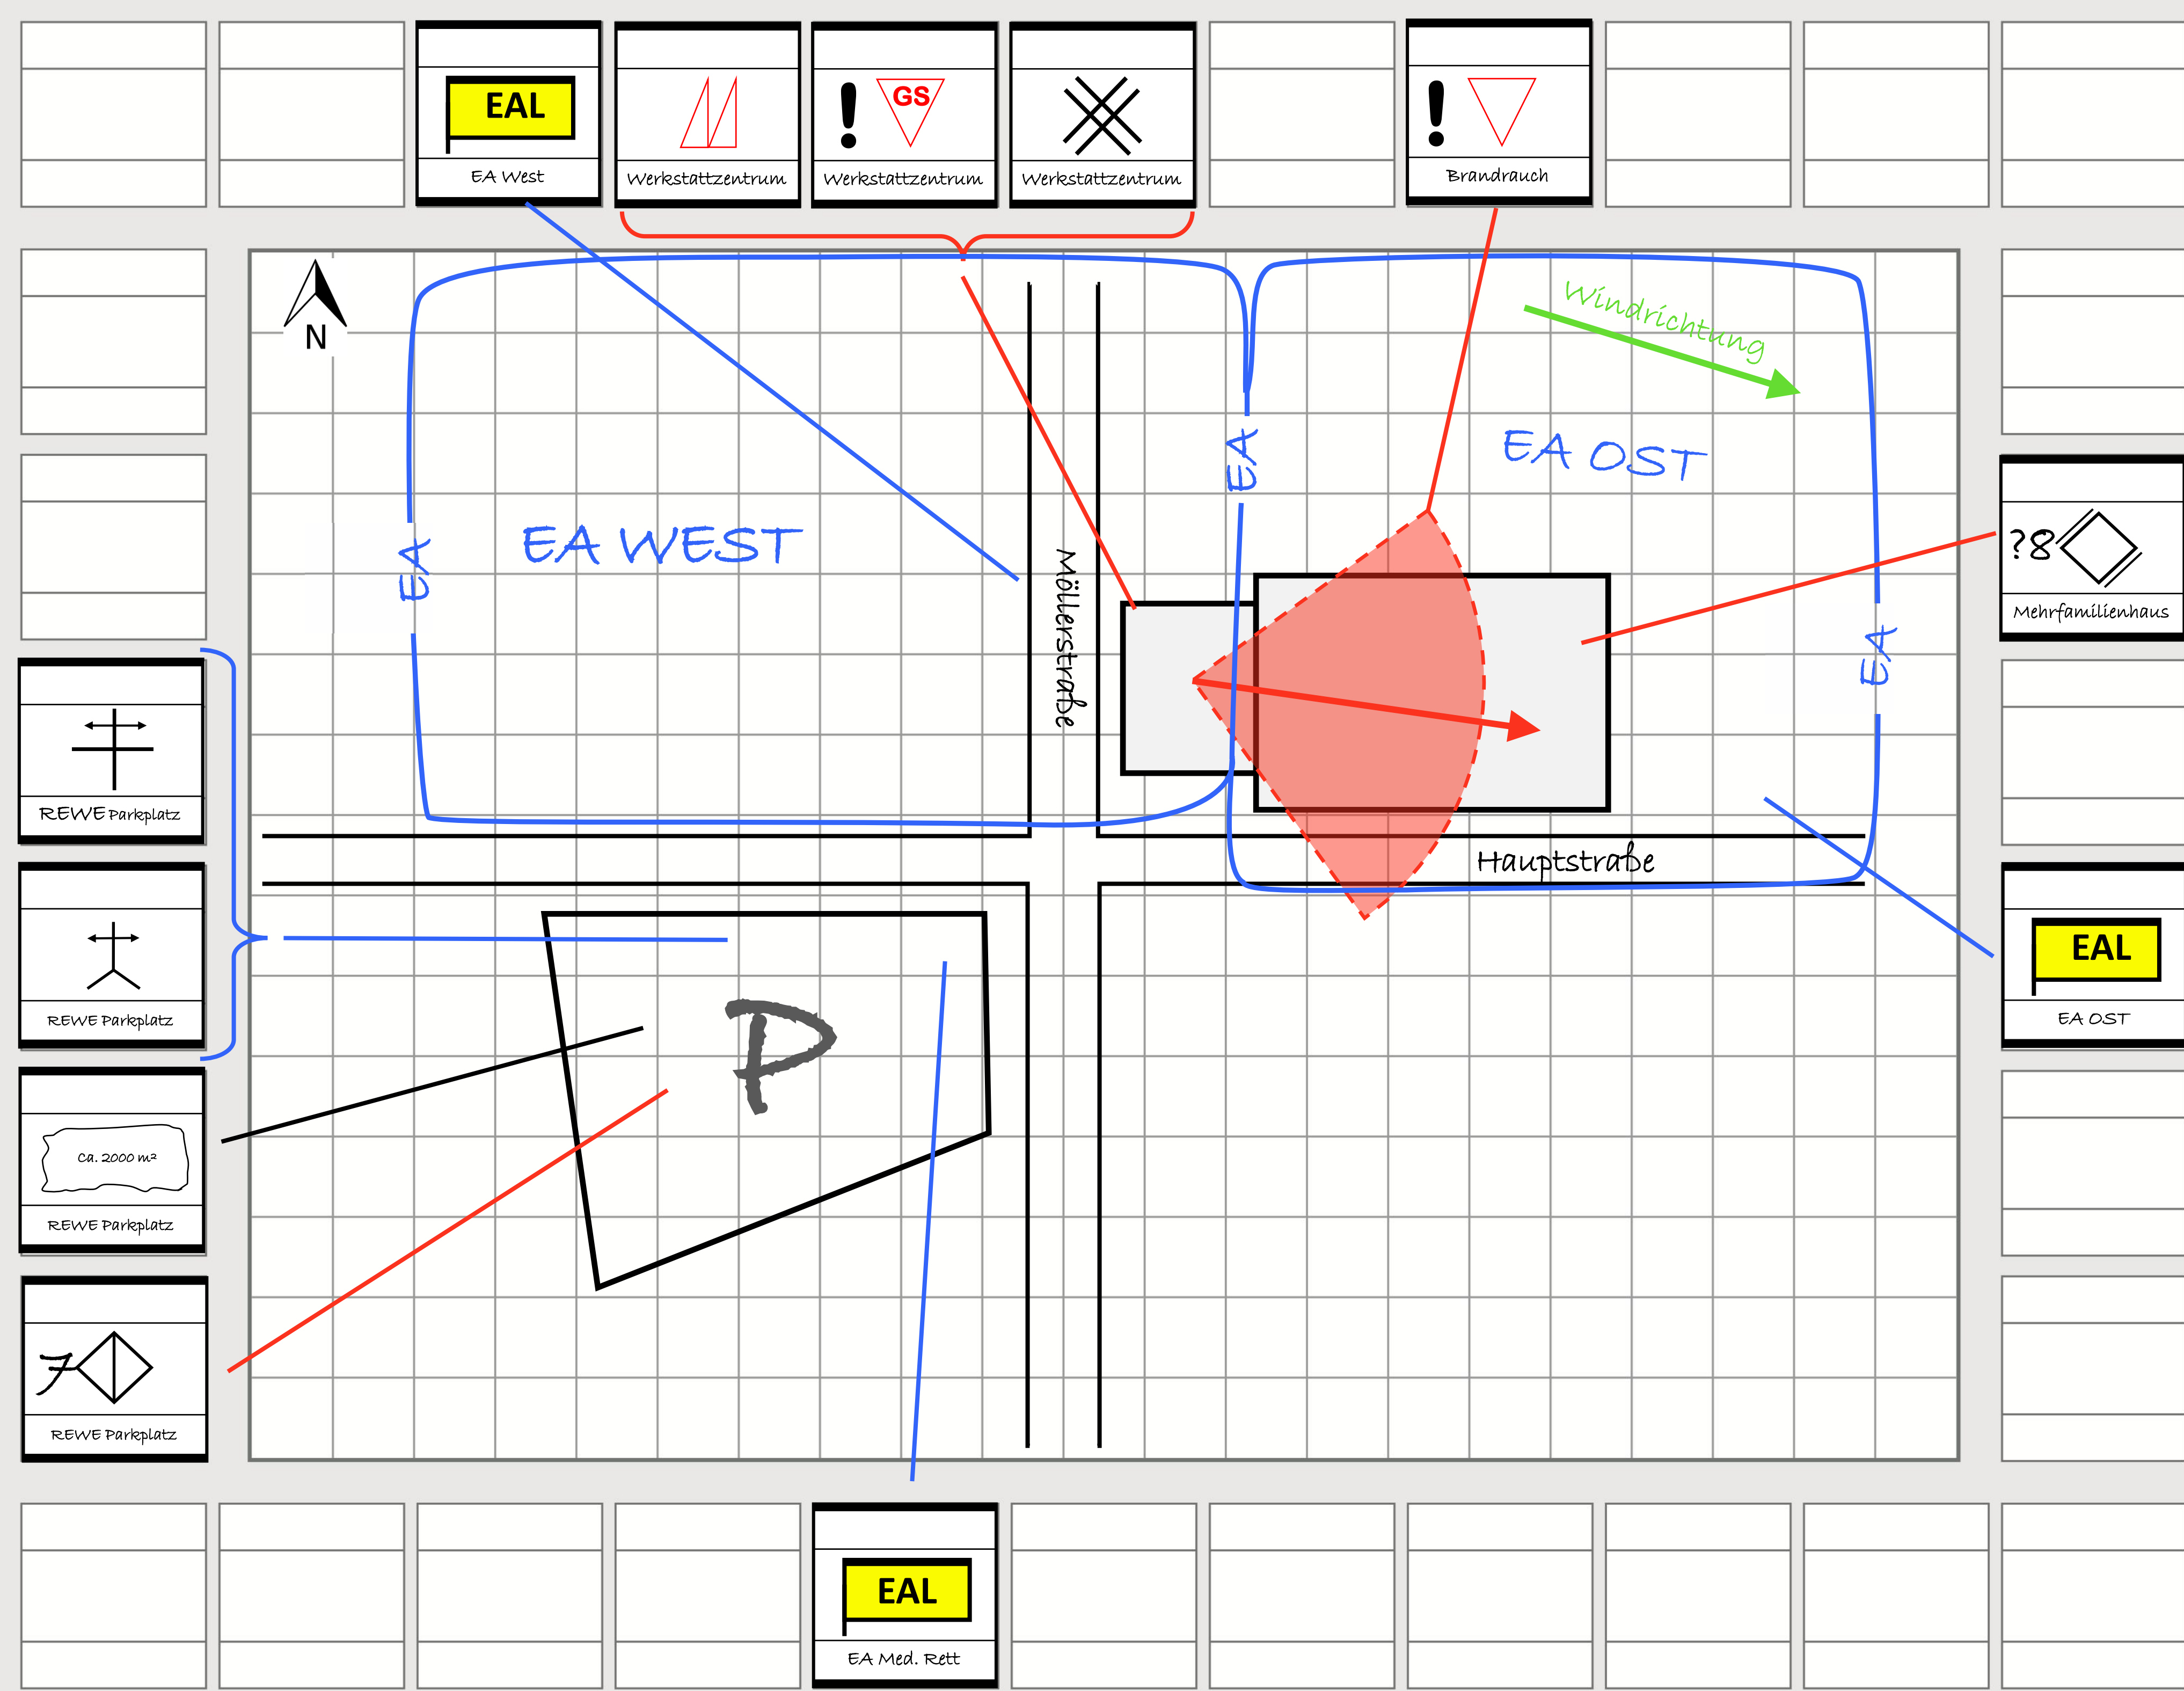 EAL
EA West
Werkstattzentrum
!
GS
Werkstattzentrum
Werkstattzentrum
!
Brandrauch
N
Windrichtung
EA OST
EA WEST
EA
EA
EA
Möllerstraße
Hauptstraße
?8
Mehrfamilienhaus
REWE Parkplatz
REWE Parkplatz
Ca. 2000 m²
REWE Parkplatz
7
REWE Parkplatz
P
EAL
EA OST
EAL
EA Med. Rett